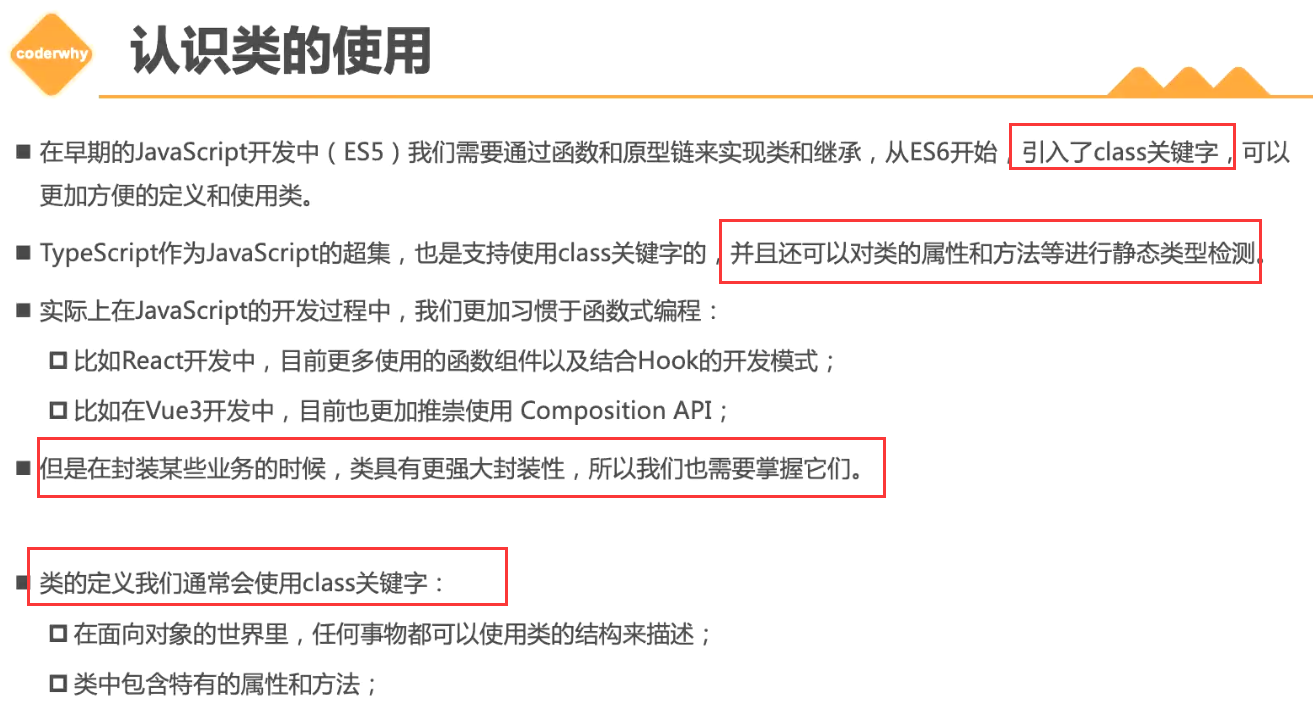 coderwhy
认识类的使用
在早期的JavaScript开发中（ES5）我们需要通过函数和原型链来实现类和继承，从ES6开始，引入了class关键字，可以
更加方便的定义和使用类。
TypeScript作为JavaScript的超集，也是支持使用class关键字的，并且还可以对类的属性和方法等进行静态类型检测。
实际上在JavaScript的开发过程中，我们更加习惯于函数式编程：
比如React开发中，目前更多使用的函数组件以及结合Hook的开发模式；
比如在Vue3开发中，目前也更加推崇使用 Composition API；
但是在封装某些业务的时候，类具有更强大封装性，所以我们也需要掌握它们。
类的定义我们通常会使用class关键字：
在面向对象的世界里，任何事物都可以使用类的结构来描述；
类中包含特有的属性和方法；